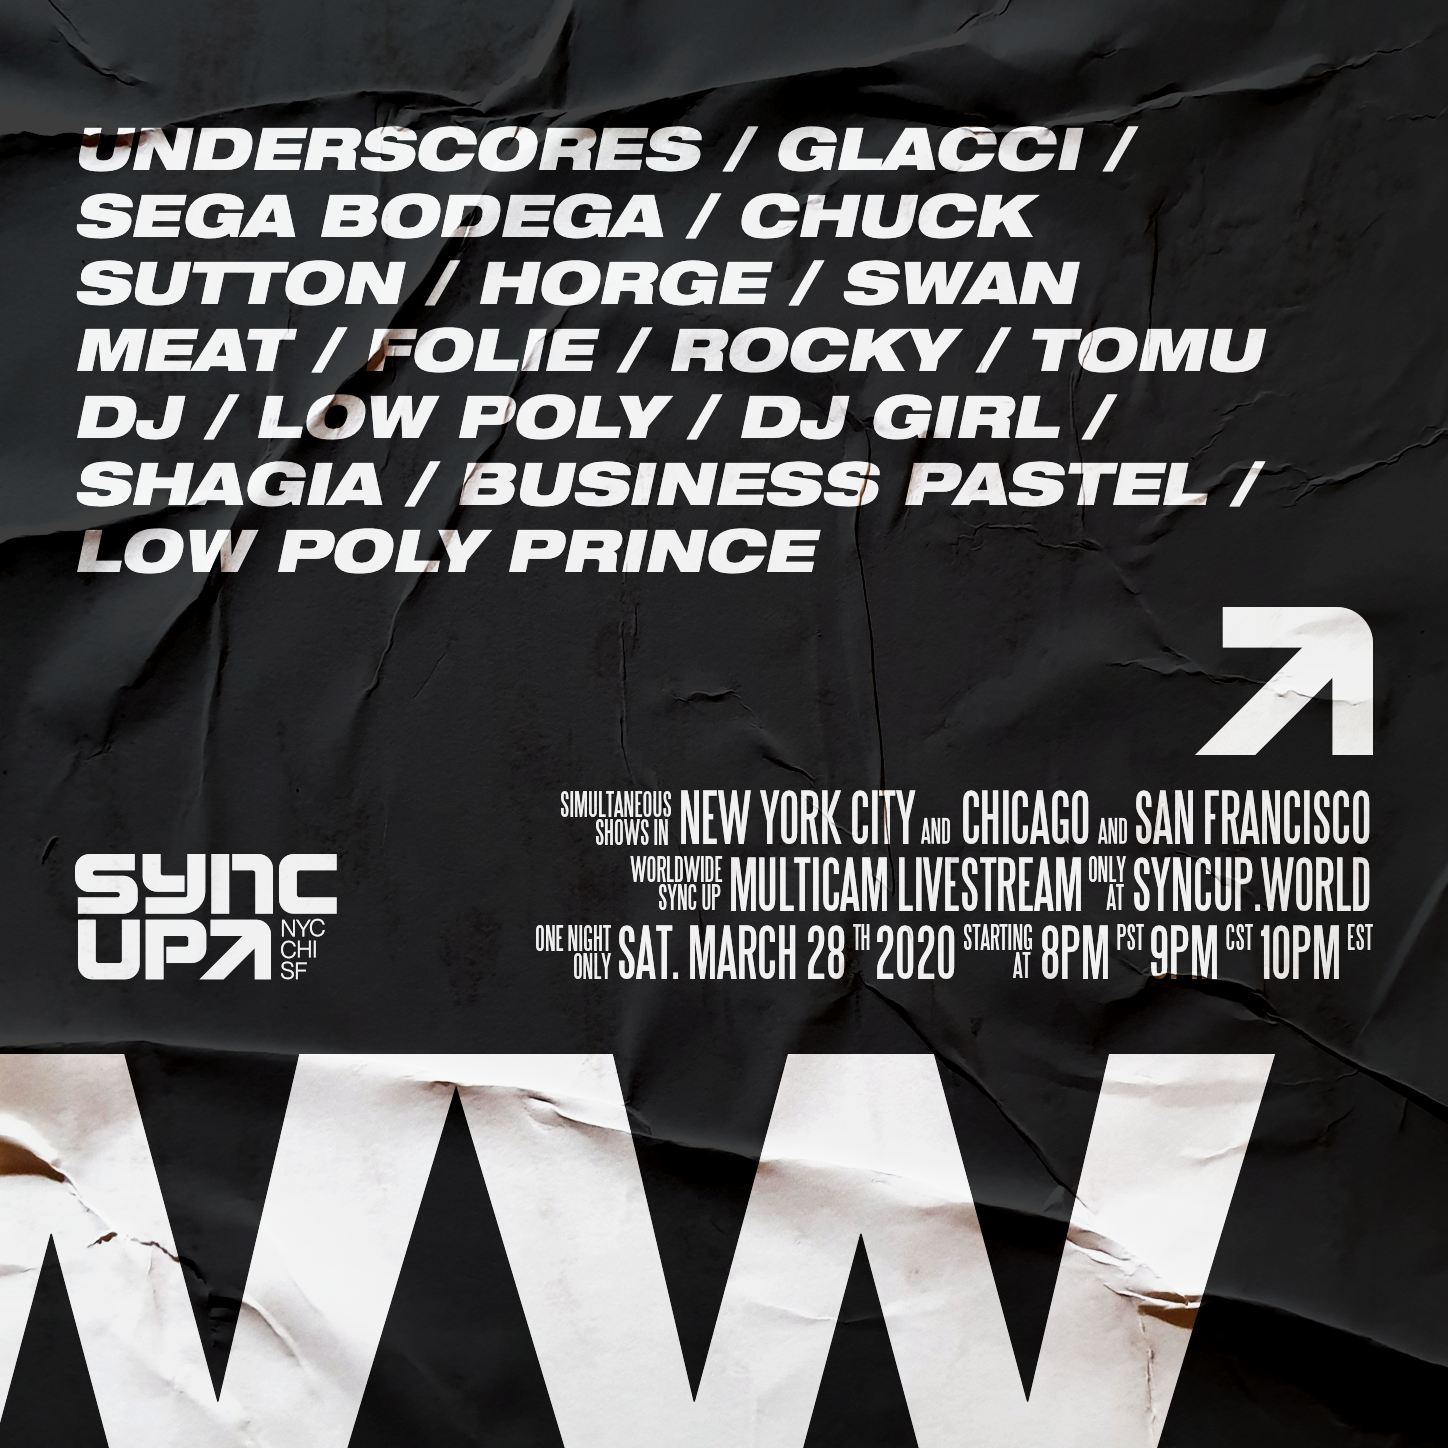 UNDERSCORES / GLACCI /
SEGA BODEGA / CHUCK
SUTTON / HORGE / SWAN
MEAT / FOLIE / ROCKY / TOMU
DJ / LOW POLY / DJ GIRL /
SHAGIA / BUSINESS PASTEL /
LOW POLY PRINCE
SIMULTANEOUS SHOWS IN NEW YORK CITY AND CHICAGO AND SAN FRANCISCO
WORLDWIDE SYNC UP MULTICAM LIVESTREAM ONLY AT SYNCUP.WORLD
ONE NIGHT ONLY SAT. MARCH 28 TH 2020 STARTING AT 8PM PST 9PM CST 10PM EST
SYNC
UP
NYC
CHI
SF
WW